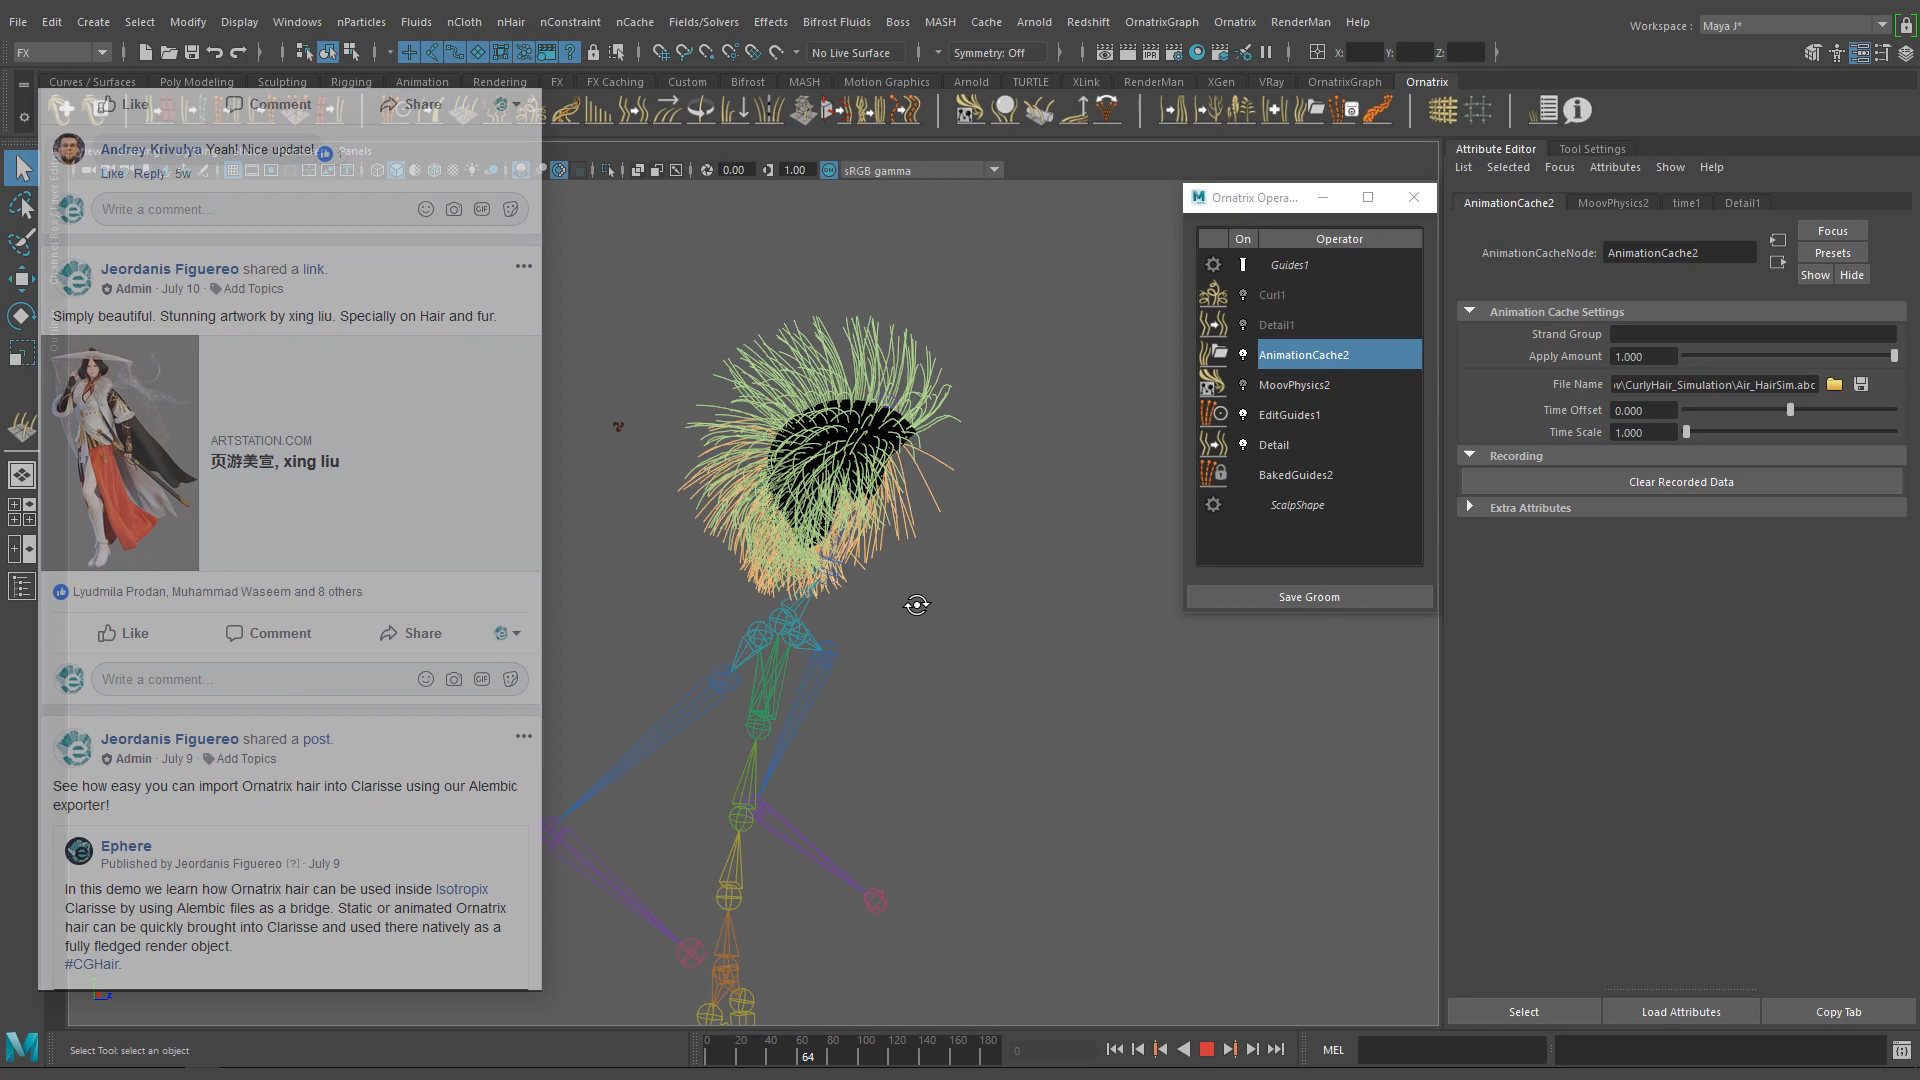 File Edit Create Select Modify Display Windows nParticles Fluids nCloth nHair nConstraint nCache Fields/Solvers Effects Bifrost Fluids Boss MASH Cache Arnold Redshift OrnatrixGraph Ornatrix RenderMan Help
Workspace : Maya J*
FX
No Live Surface
Symmetry: Off
X: Y: Z:
Curves / Surfaces Poly Modeling Sculpting Rigging Animation Rendering FX FX Caching Custom Bifrost MASH Motion Graphics Arnold TURTLE XLink RenderMan XGen VRay OrnatrixGraph Ornatrix
Like Comment Share
Andrey Krivulya Yeah! Nice update!
Panels
Like · Reply · 5w
0.00 1.00 ON sRGB gamma
Write a comment... GIF
Jeordanis Figuereo shared a link.
Admin · July 10 · Add Topics
Simply beautiful. Stunning artwork by xing liu. Specially on Hair and fur.
ARTSTATION.COM
页游美宣, xing liu
Lyudmila Prodan, Muhammad Waseem and 8 others
Like Comment Share
Write a comment... GIF
Jeordanis Figuereo shared a post.
Admin · July 9 · Add Topics
See how easy you can import Ornatrix hair into Clarisse using our Alembic
exporter!
Ephere
Published by Jeordanis Figuereo [?] · July 9
In this demo we learn how Ornatrix hair can be used inside Isotropix
Clarisse by using Alembic files as a bridge. Static or animated Ornatrix
hair can be quickly brought into Clarisse and used there natively as a
fully fledged render object.
#CGHair.
Channel Box / Layer Editor
Outliner
z
M Ornatrix Opera...
On Operator
Guides1
Curl1
Detail1
AnimationCache2
MoovPhysics2
EditGuides1
Detail
BakedGuides2
ScalpShape
Save Groom
Attribute Editor Tool Settings
List Selected Focus Attributes Show Help
AnimationCache2 MoovPhysics2 time1 Detail1
Focus
AnimationCacheNode: AnimationCache2 Presets
Show Hide
Animation Cache Settings
Strand Group
Apply Amount 1.000
File Name \CurlyHair_Simulation\Air_HairSim.abc
Time Offset 0.000
Time Scale 1.000
Recording
Clear Recorded Data
Extra Attributes
Select Load Attributes Copy Tab
Select Tool: select an object
0 20 40 60 80 100 120 140 160 180
64
0
MEL